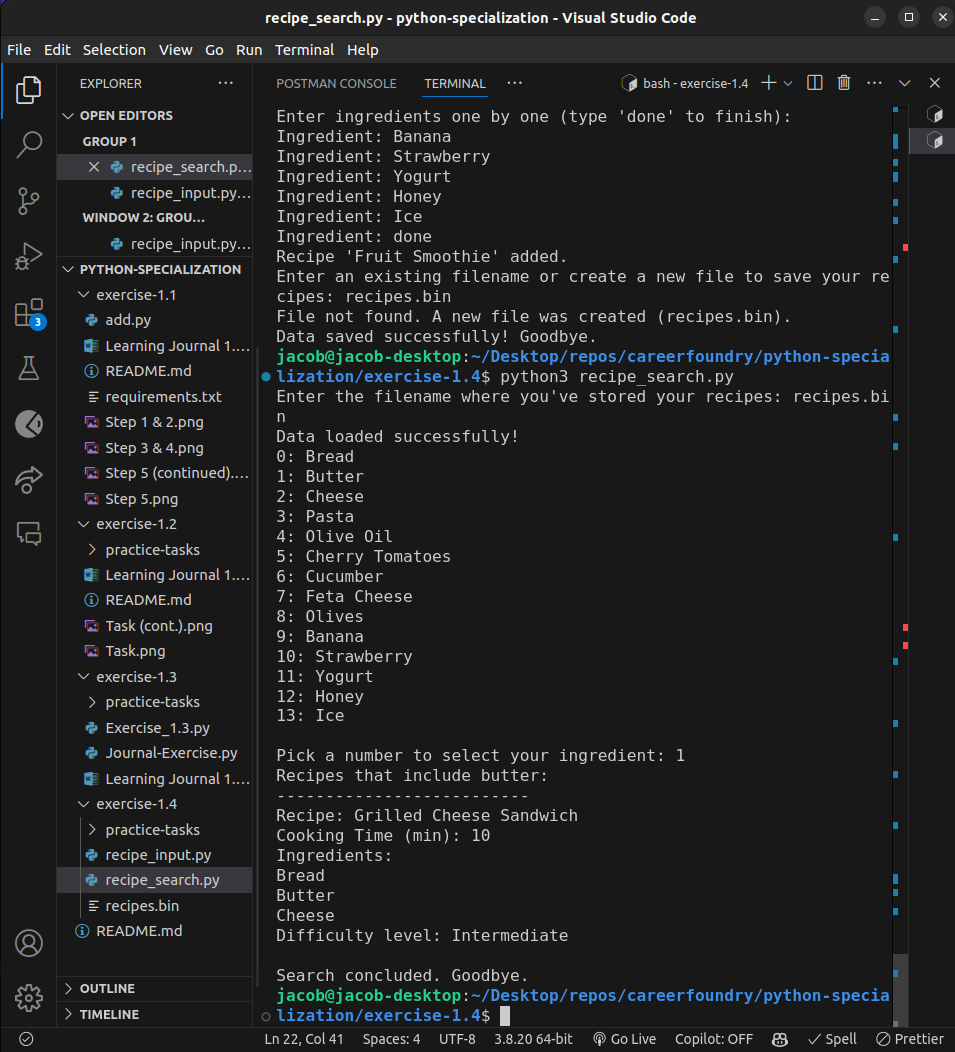 recipe_search.py - python-specialization - Visual Studio Code
File Edit Selection View Go Run Terminal Help
EXPLORER
OPEN EDITORS
GROUP 1
recipe_search.p...
recipe_input.py...
WINDOW 2: GROU...
recipe_input.py...
PYTHON-SPECIALIZATION
exercise-1.1
add.py
Learning Journal 1....
README.md
requirements.txt
Step 1 & 2.png
Step 3 & 4.png
Step 5 (continued)....
Step 5.png
exercise-1.2
practice-tasks
Learning Journal 1....
README.md
Task (cont.).png
Task.png
exercise-1.3
practice-tasks
Exercise_1.3.py
Journal-Exercise.py
Learning Journal 1....
exercise-1.4
practice-tasks
recipe_input.py
recipe_search.py
recipes.bin
README.md
OUTLINE
TIMELINE
3
POSTMAN CONSOLE TERMINAL ··· bash - exercise-1.4
Enter ingredients one by one (type 'done' to finish):
Ingredient: Banana
Ingredient: Strawberry
Ingredient: Yogurt
Ingredient: Honey
Ingredient: Ice
Ingredient: done
Recipe 'Fruit Smoothie' added.
Enter an existing filename or create a new file to save your re
cipes: recipes.bin
File not found. A new file was created (recipes.bin).
Data saved successfully! Goodbye.
jacob@jacob-desktop:~/Desktop/repos/careerfoundry/python-specia
lization/exercise-1.4$ python3 recipe_search.py
Enter the filename where you've stored your recipes: recipes.bi
n
Data loaded successfully!
0: Bread
1: Butter
2: Cheese
3: Pasta
4: Olive Oil
5: Cherry Tomatoes
6: Cucumber
7: Feta Cheese
8: Olives
9: Banana
10: Strawberry
11: Yogurt
12: Honey
13: Ice
Pick a number to select your ingredient: 1
Recipes that include butter:
--------------------------
Recipe: Grilled Cheese Sandwich
Cooking Time (min): 10
Ingredients:
Bread
Butter
Cheese
Difficulty level: Intermediate
Search concluded. Goodbye.
jacob@jacob-desktop:~/Desktop/repos/careerfoundry/python-specia
lization/exercise-1.4$
Ln 22, Col 41 Spaces: 4 UTF-8 3.8.20 64-bit Go Live Copilot: OFF Spell Prettier